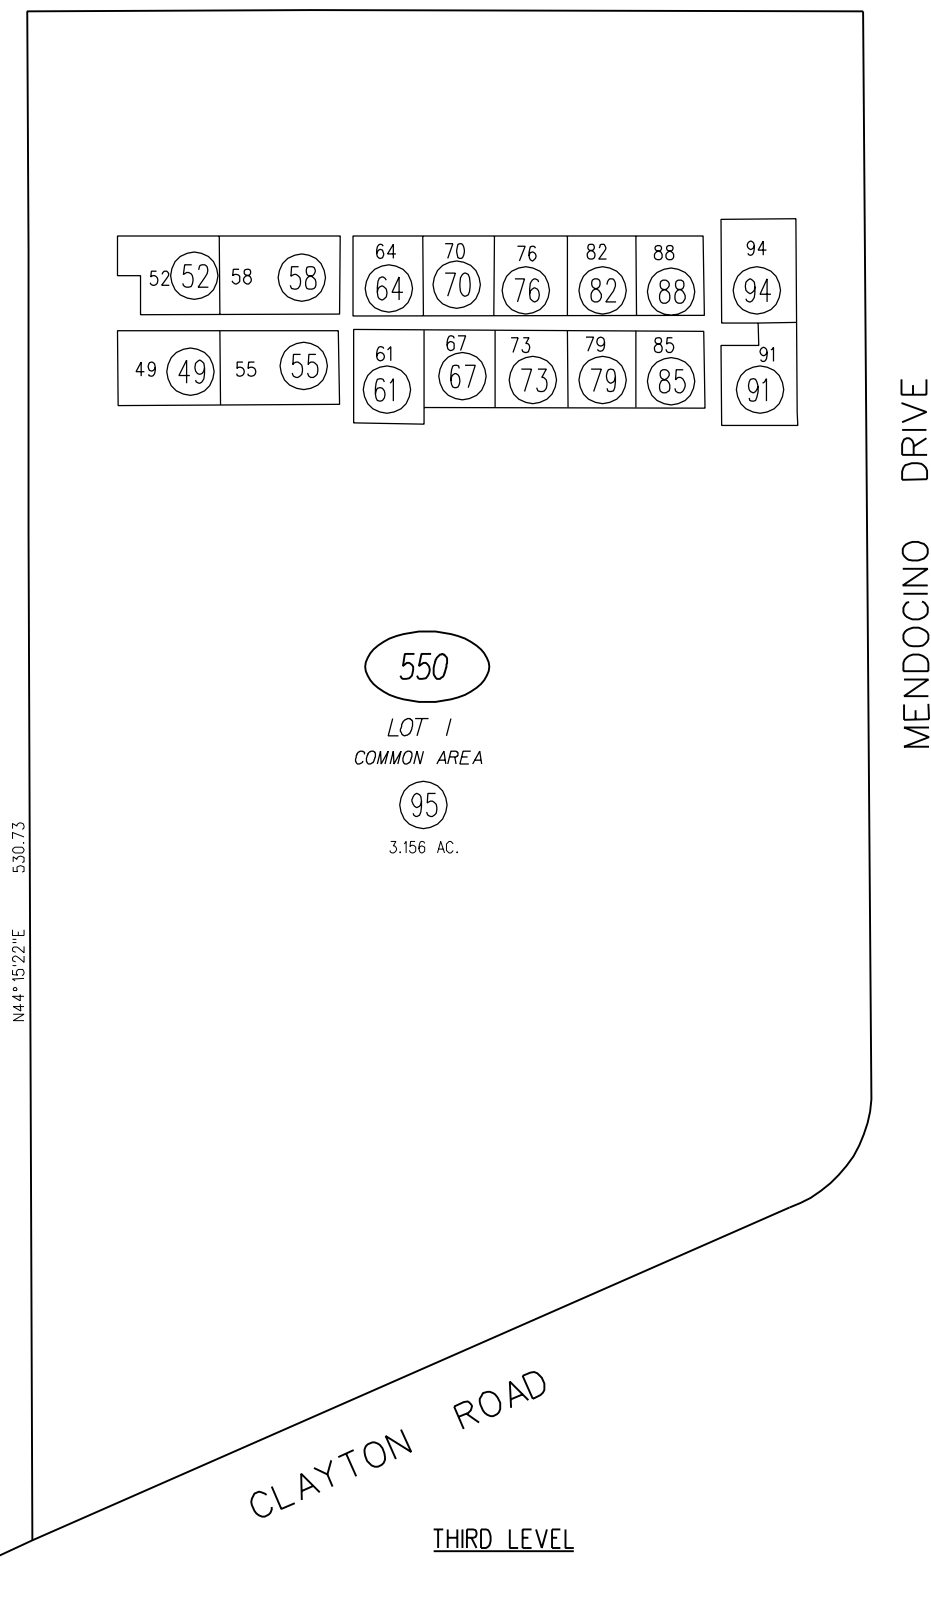 94
64 70 76 82 88
52 52 58 58 64 70 76 82 88 94
61 67 73 79 85 91
49 49 55 55 61 67 73 79 85 91
MENDOCINO DRIVE
550
LOT 1
COMMON AREA
95
3.156 AC.
N44°15'22"E 530.73
CLAYTON ROAD
THIRD LEVEL